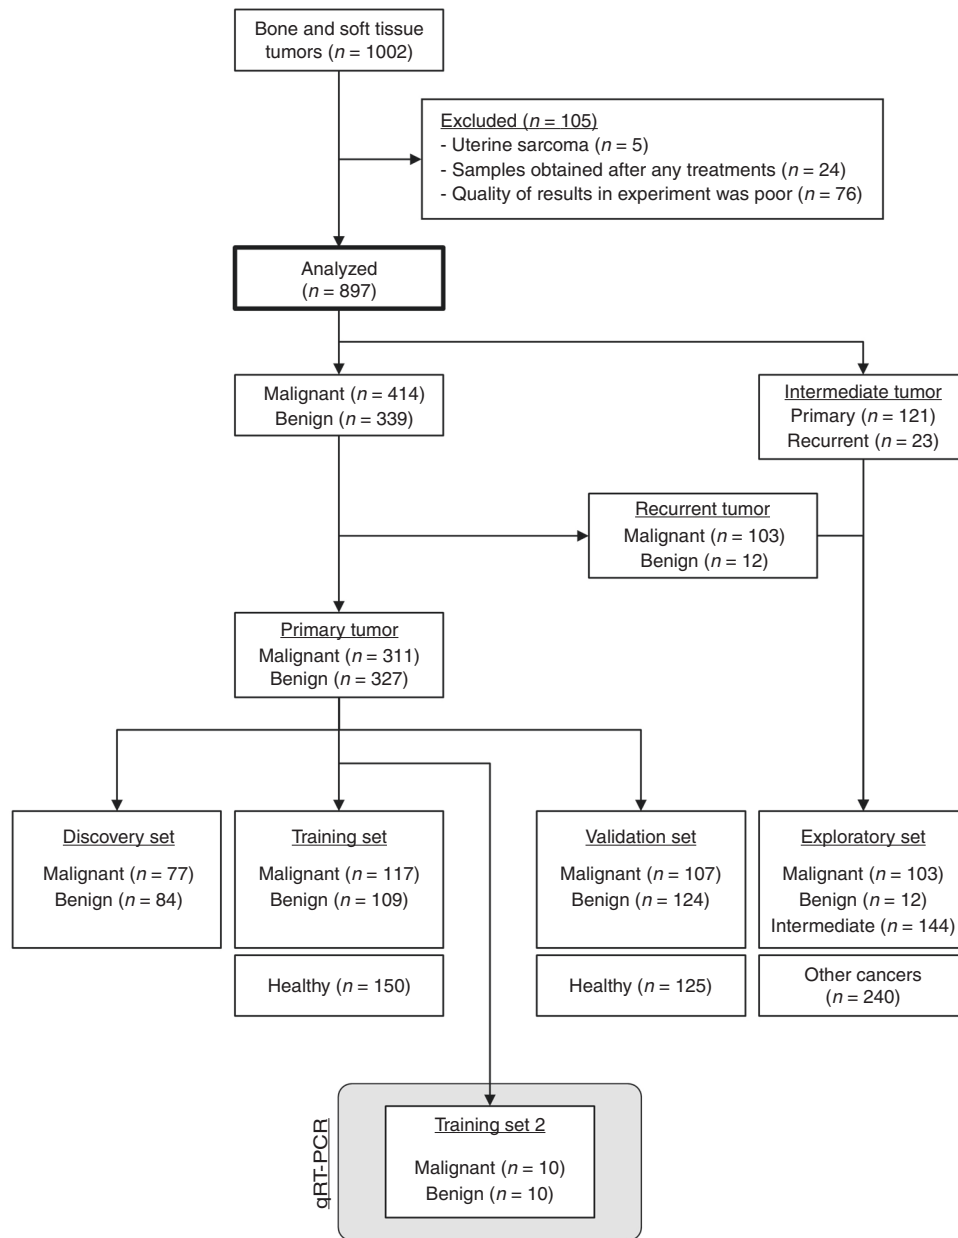 Bone and soft tissue
tumors (n = 1002)
Excluded (n = 105)
- Uterine sarcoma (n = 5)
- Samples obtained after any treatments (n = 24)
- Quality of results in experiment was poor (n = 76)
Analyzed
(n = 897)
Malignant (n = 414)
Benign (n = 339)
Intermediate tumor
Primary (n = 121)
Recurrent (n = 23)
Recurrent tumor
Malignant (n = 103)
Benign (n = 12)
Primary tumor
Malignant (n = 311)
Benign (n = 327)
Discovery set
Malignant (n = 77)
Benign (n = 84)
Training set
Malignant (n = 117)
Benign (n = 109)
Healthy (n = 150)
Validation set
Malignant (n = 107)
Benign (n = 124)
Healthy (n = 125)
Exploratory set
Malignant (n = 103)
Benign (n = 12)
Intermediate (n = 144)
Other cancers
(n = 240)
qRT-PCR
Training set 2
Malignant (n = 10)
Benign (n = 10)